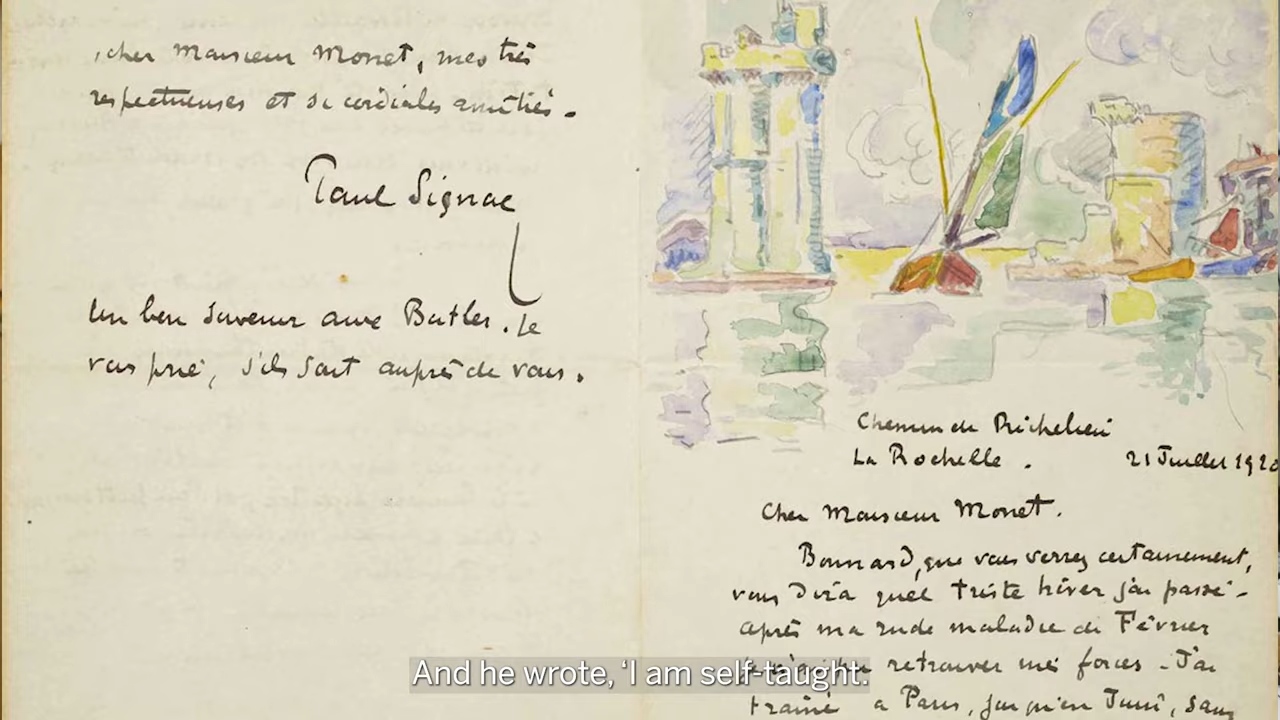 , cher Monsieur Monet, mes très
respectueuses et si cordiales amitiés.
Paul Signac
Un bon souvenir aux Butler. Je
vous prie, s'ils sont auprès de vous.
Chemin de Richelieu
La Rochelle. 21 Juillet 1920
Cher Monsieur Monet.
Bonnard, que vous verrez certainement,
vous dira quel triste hiver j'ai passé -
après ma rude maladie de Février
retrouver mes forces - J'ai
traîné à Paris, jusqu'en Juin, sans
And he wrote, ‘I am self-taught.